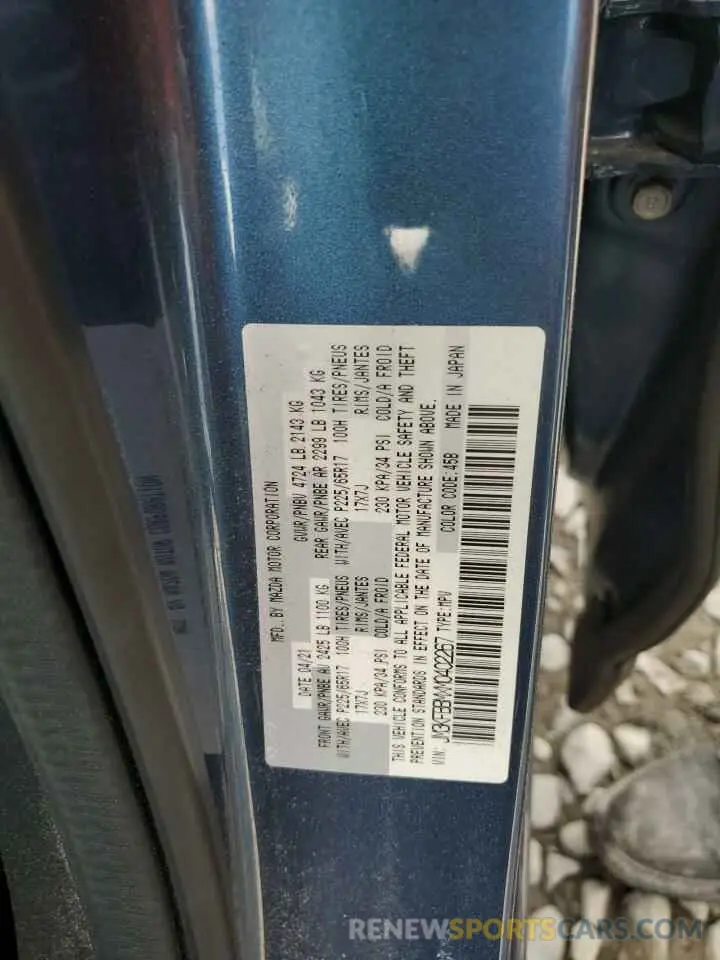 MFD. BY MAZDA MOTOR CORPORATION
DATE 04/21 GVWR/PNBV 4724 LB 2143 KG
FRONT GAWR/PNBE AV 2425 LB 1100 KG REAR GAWR/PNBE AR 2299 LB 1043 KG
WITH/AVEC P225/65R17 100H TIRES/PNEUS WITH/AVEC P225/65R17 100H TIRES/PNEUS
17X7J RIMS/JANTES 17X7J RIMS/JANTES
230 KPA/34 PSI COLD/A FROID 230 KPA/34 PSI COLD/A FROID
THIS VEHICLE CONFORMS TO ALL APPLICABLE FEDERAL MOTOR VEHICLE SAFETY AND THEFT
PREVENTION STANDARDS IN EFFECT ON THE DATE OF MANUFACTURE SHOWN ABOVE.
VIN: TYPE:MPV COLOR CODE:45B MADE IN JAPAN
RENEWSPORTSCARS.COM